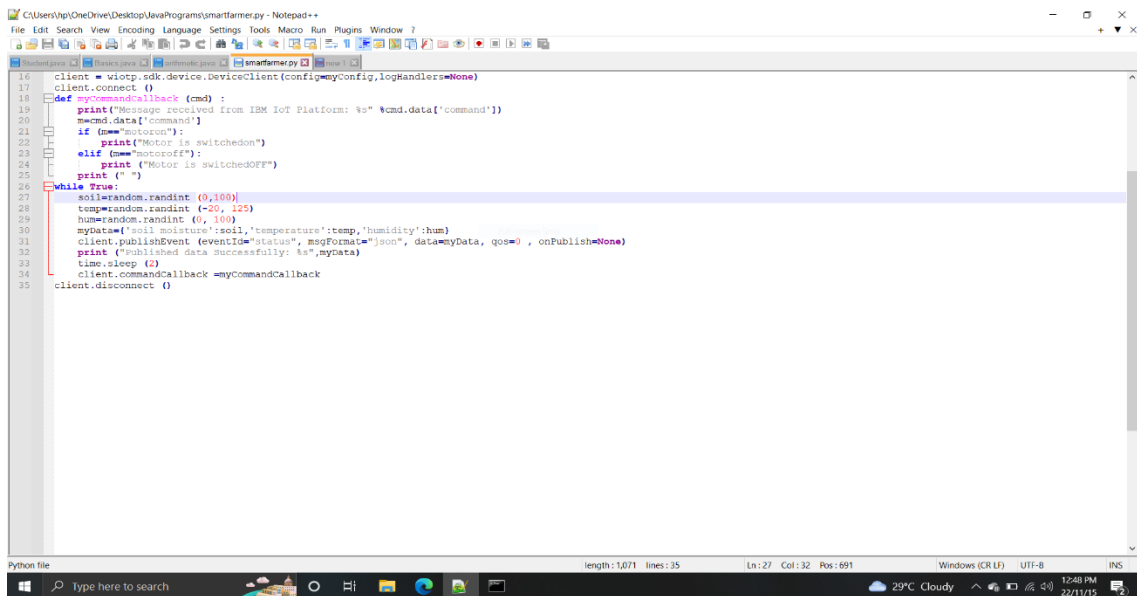 C:\Users\hp\OneDrive\Desktop\JavaPrograms\smartfarmer.py - Notepad++
File Edit Search View Encoding Language Settings Tools Macro Run Plugins Window ?
Student.java Basics.java arithmetic.java smartfarmer.py new 1
16 client = wiotp.sdk.device.DeviceClient(config=myConfig,logHandlers=None)
17 client.connect ()
18 def myCommandCallback (cmd) :
19 print("Message received from IBM IoT Platform: %s" %cmd.data['command'])
20 m=cmd.data['command']
21 if (m=="motoron"):
22 print("Motor is switchedon")
23 elif (m=="motoroff"):
24 print ("Motor is switchedOFF")
25 print (" ")
26 while True:
27 soil=random.randint (0,100)
28 temp=random.randint (-20, 125)
29 hum=random.randint (0, 100)
30 myData={'soil moisture':soil,'temperature':temp,'humidity':hum}
31 client.publishEvent (eventId="status", msgFormat="json", data=myData, qos=0 , onPublish=None)
32 print ("Published data Successfully: %s",myData)
33 time.sleep (2)
34 client.commandCallback =myCommandCallback
35 client.disconnect ()
Python file length : 1,071 lines : 35 Ln : 27 Col : 32 Pos : 691 Windows (CR LF) UTF-8 INS
Type here to search 29°C Cloudy 12:48 PM
22/11/15